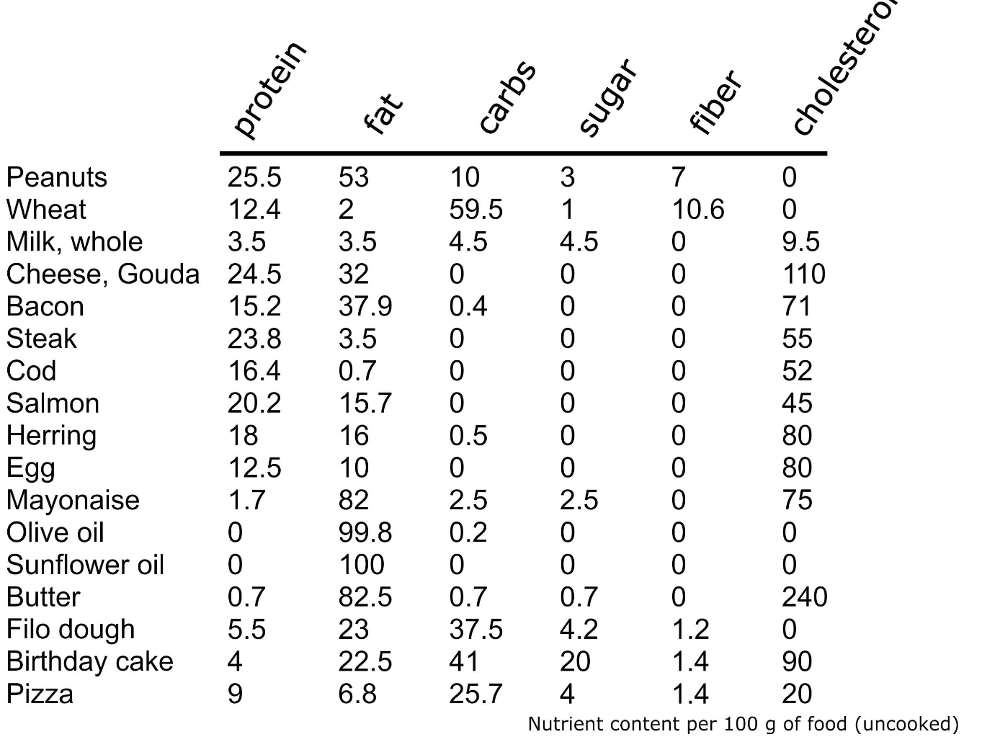 protein fat carbs sugar fiber cholesterol
Peanuts 25.5 53 10 3 7 0
Wheat 12.4 2 59.5 1 10.6 0
Milk, whole 3.5 3.5 4.5 4.5 0 9.5
Cheese, Gouda 24.5 32 0 0 0 110
Bacon 15.2 37.9 0.4 0 0 71
Steak 23.8 3.5 0 0 0 55
Cod 16.4 0.7 0 0 0 52
Salmon 20.2 15.7 0 0 0 45
Herring 18 16 0.5 0 0 80
Egg 12.5 10 0 0 0 80
Mayonaise 1.7 82 2.5 2.5 0 75
Olive oil 0 99.8 0.2 0 0 0
Sunflower oil 0 100 0 0 0 0
Butter 0.7 82.5 0.7 0.7 0 240
Filo dough 5.5 23 37.5 4.2 1.2 0
Birthday cake 4 22.5 41 20 1.4 90
Pizza 9 6.8 25.7 4 1.4 20
Nutrient content per 100 g of food (uncooked)